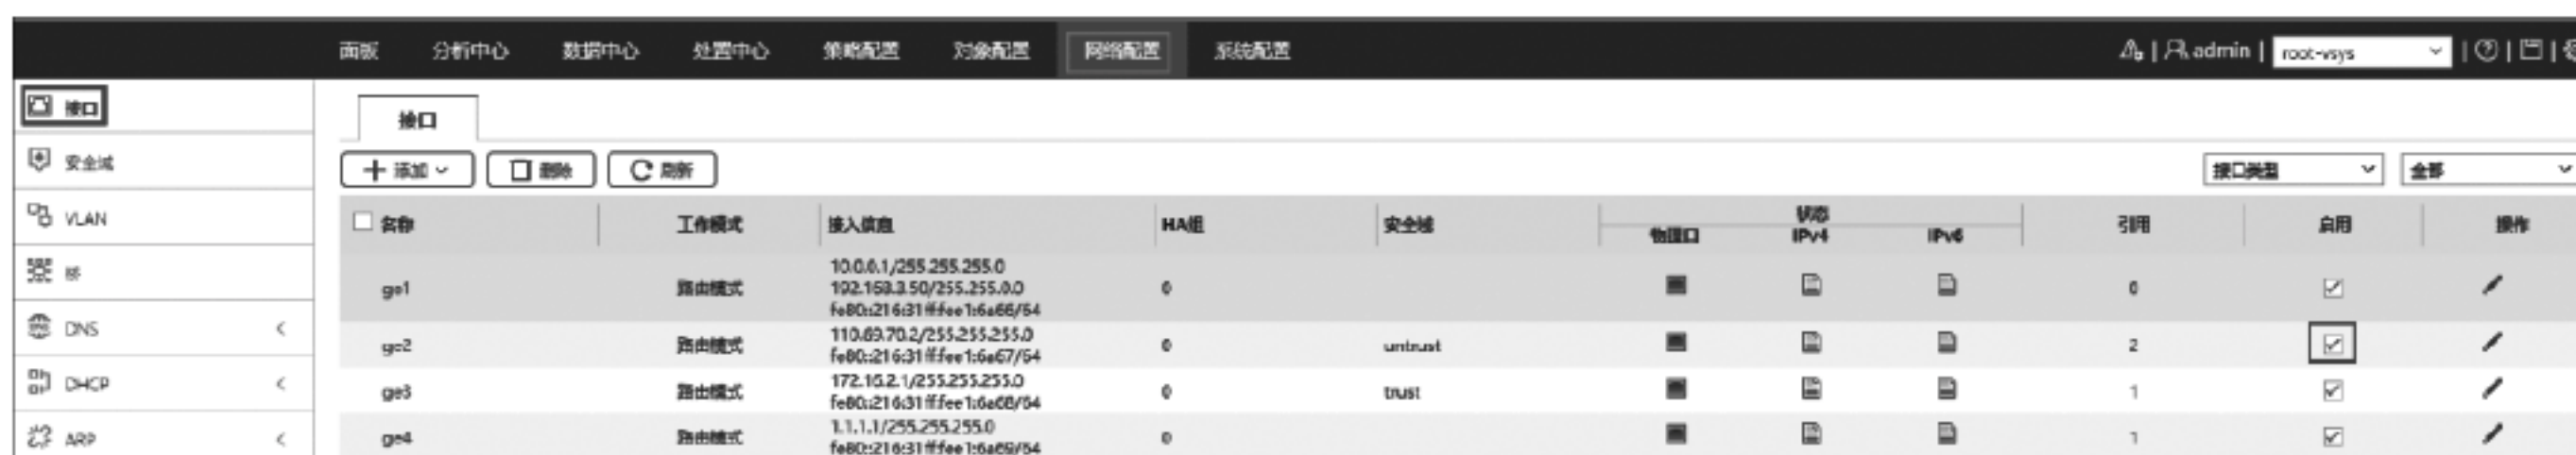 面板 分析中心 数据中心 处置中心 策略配置 对象配置 网络配置 系统配置 admin root-vsys
接口
安全域
VLAN
桥
DNS
DHCP
ARP
接口
添加 删除 刷新 接口类型 全部
名称 工作模式 接入信息 HA组 安全域 状态 引用 启用 操作
物理口 IPv4 IPv6
ge1 路由模式 0 0
10.0.0.1/255.255.255.0
192.168.3.50/255.255.0.0
fe80::216:31ff:fee1:6a66/64
ge2 路由模式 0 untrust 2
110.69.70.2/255.255.255.0
fe80::216:31ff:fee1:6a67/64
ge3 路由模式 0 trust 1
172.16.2.1/255.255.255.0
fe80::216:31ff:fee1:6a68/64
ge4 路由模式 0 1
1.1.1.1/255.255.255.0
fe80::216:31ff:fee1:6a69/64